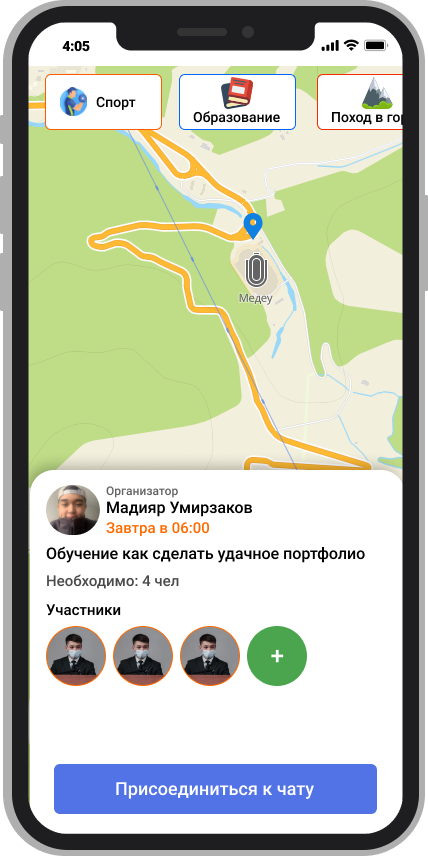 4:05
Спорт
Образование
Поход в гор
Медеу
Организатор
Мадияр Умирзаков
Завтра в 06:00
Обучение как сделать удачное портфолио
Необходимо: 4 чел
Участники
+
Присоединиться к чату